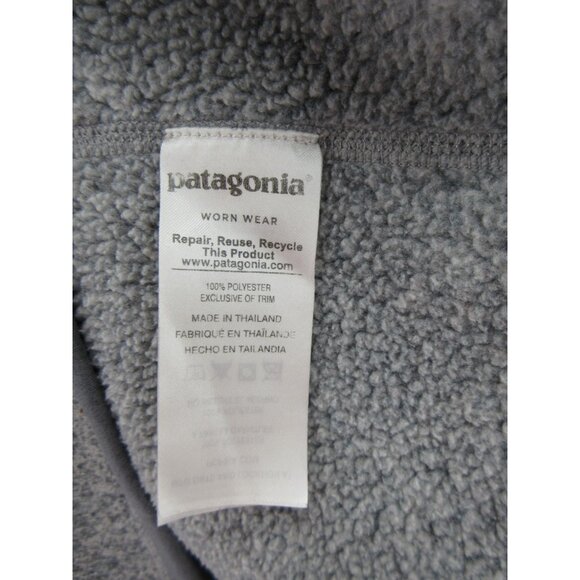 patagonia®
WORN WEAR
Repair, Reuse, Recycle
This Product
www.patagonia.com
100% POLYESTER
EXCLUSIVE OF TRIM
MADE IN THAILAND
FABRIQUÉ EN THAÏLANDE
HECHO EN TAILANDIA